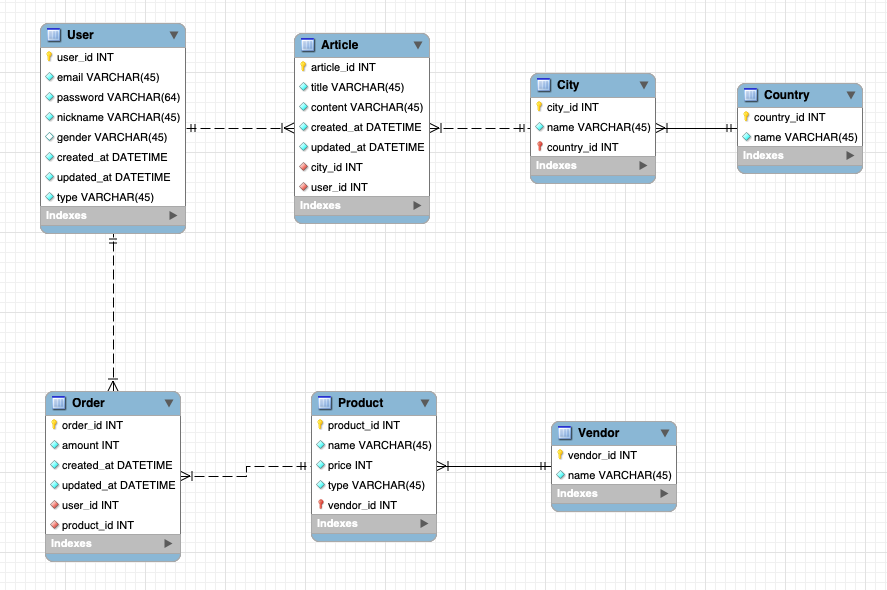 User
user_id INT
email VARCHAR(45)
password VARCHAR(64)
nickname VARCHAR(45)
gender VARCHAR(45)
created_at DATETIME
updated_at DATETIME
type VARCHAR(45)
Indexes
Article
article_id INT
title VARCHAR(45)
content VARCHAR(45)
created_at DATETIME
updated_at DATETIME
city_id INT
user_id INT
Indexes
City
city_id INT
name VARCHAR(45)
country_id INT
Indexes
Country
country_id INT
name VARCHAR(45)
Indexes
Order
order_id INT
amount INT
created_at DATETIME
updated_at DATETIME
user_id INT
product_id INT
Indexes
Product
product_id INT
name VARCHAR(45)
price INT
type VARCHAR(45)
vendor_id INT
Indexes
Vendor
vendor_id INT
name VARCHAR(45)
Indexes